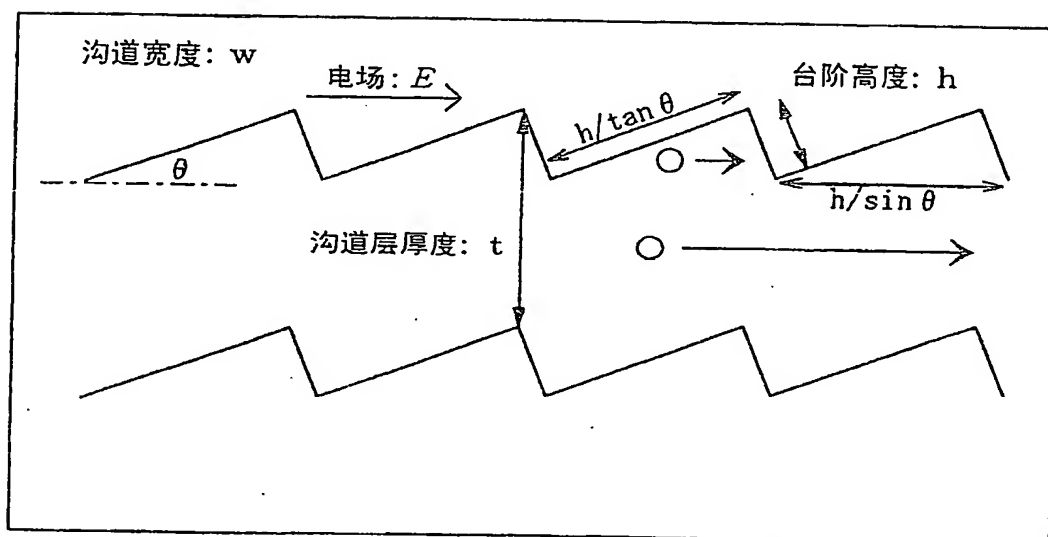 沟道宽度: w
电场: E
台阶高度: h
h/tan θ
θ
h/sin θ
沟道层厚度: t